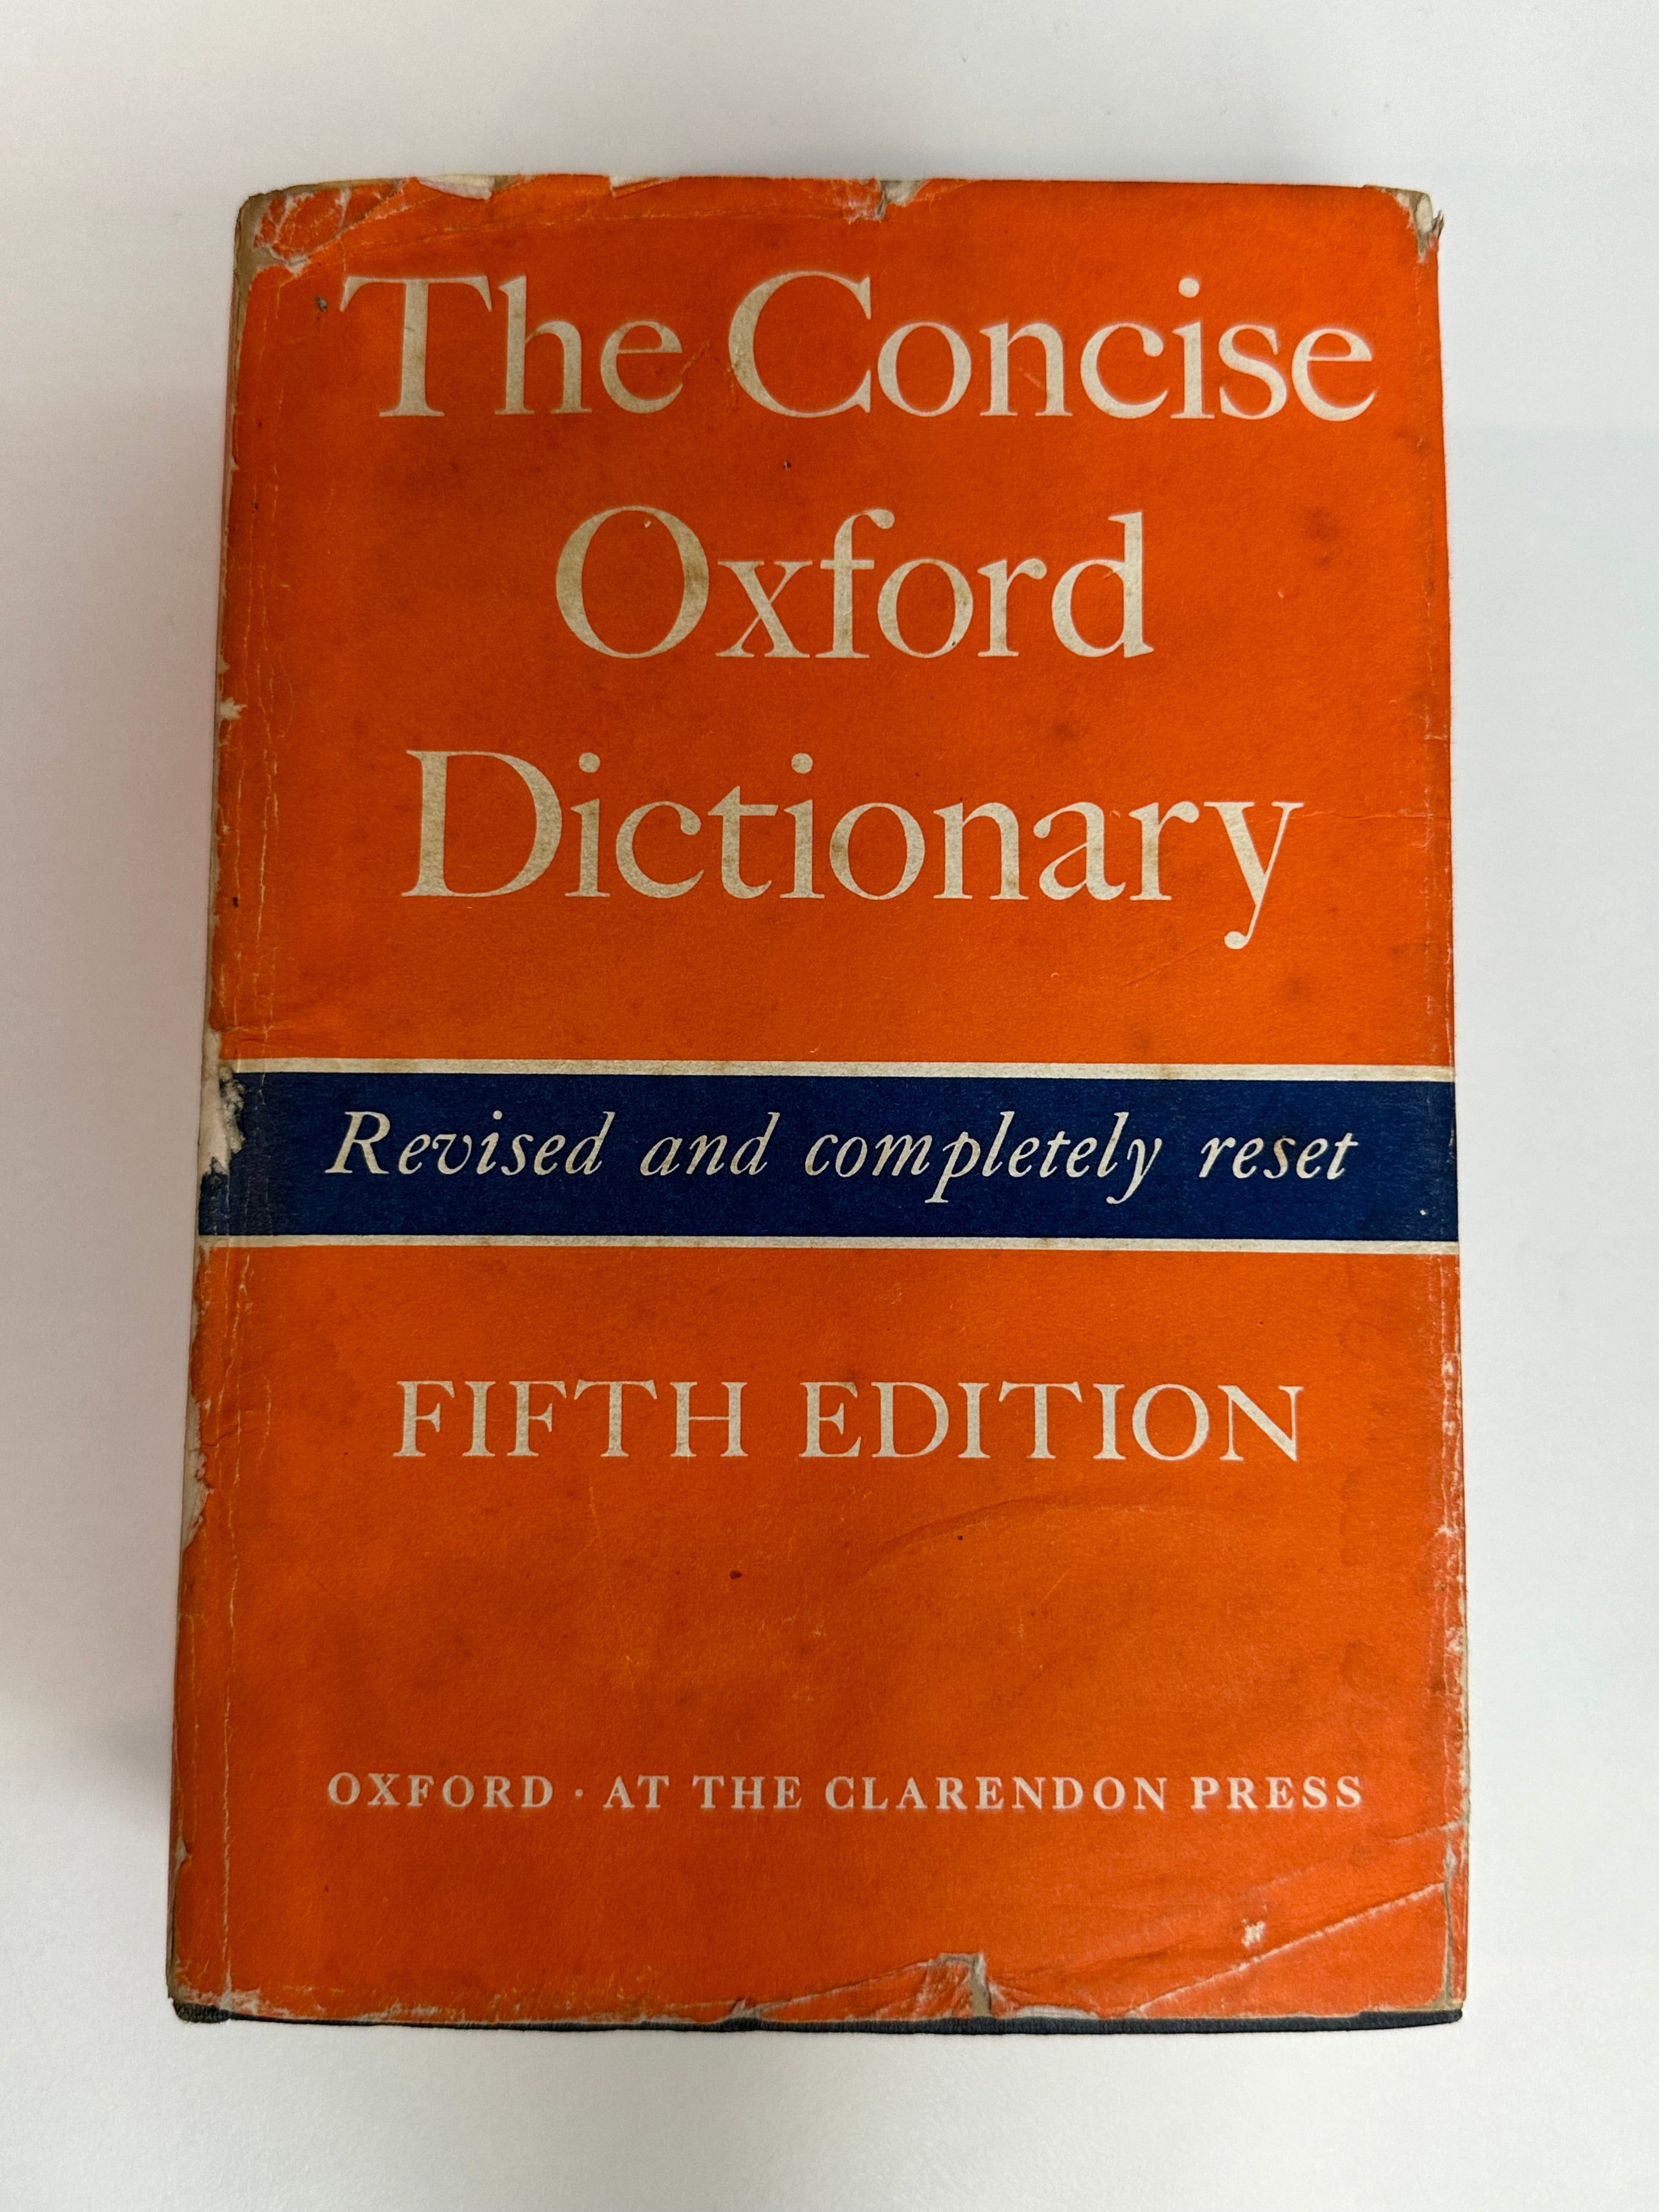 The Concise
Oxford
Dictionary
Revised and completely reset
FIFTH EDITION
OXFORD · AT THE CLARENDON PRESS